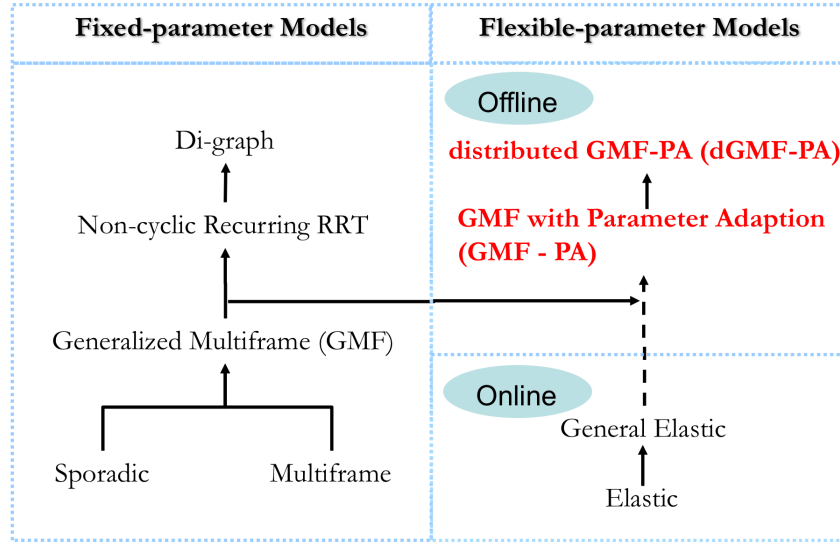 Fixed-parameter Models
Flexible-parameter Models
Offline
Di-graph
distributed GMF-PA (dGMF-PA)
Non-cyclic Recurring RRT
GMF with Parameter Adaption
(GMF - PA)
Generalized Multiframe (GMF)
Online
General Elastic
Sporadic
Multiframe
Elastic